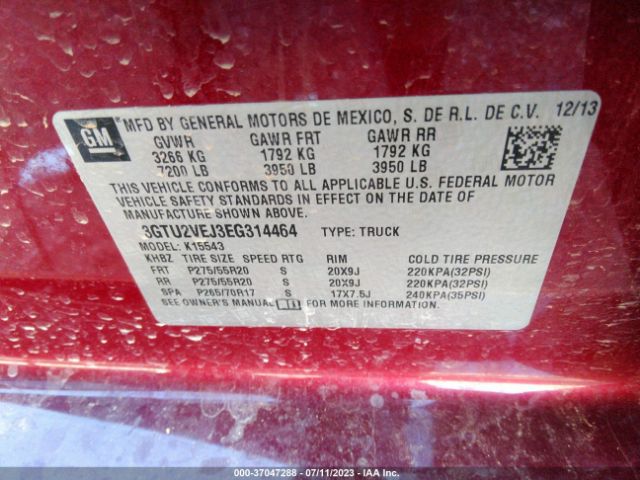 GM
MFD BY GENERAL MOTORS DE MEXICO, S. DE R.L. DE C.V. 12/13
GVWR GAWR FRT GAWR RR
3266 KG 1792 KG 1792 KG
7200 LB 3950 LB 3950 LB
THIS VEHICLE CONFORMS TO ALL APPLICABLE U.S. FEDERAL MOTOR
VEHICLE SAFETY STANDARDS IN EFFECT ON THE DATE OF
MANUFACTURE SHOWN ABOVE.
3GTU2VEJ3EG314464 TYPE: TRUCK
MODEL: K15543
KHBZ TIRE SIZE SPEED RTG RIM COLD TIRE PRESSURE
FRT P275/55R20 S 20X9J 220KPA(32PSI)
RR P275/55R20 S 20X9J 220KPA(32PSI)
SPA P265/70R17 S 17X7.5J 240KPA(35PSI)
SEE OWNER'S MANUAL FOR ADDITIONAL INFORMATION
000-37047288 - 07/11/2023 - IAA Inc.